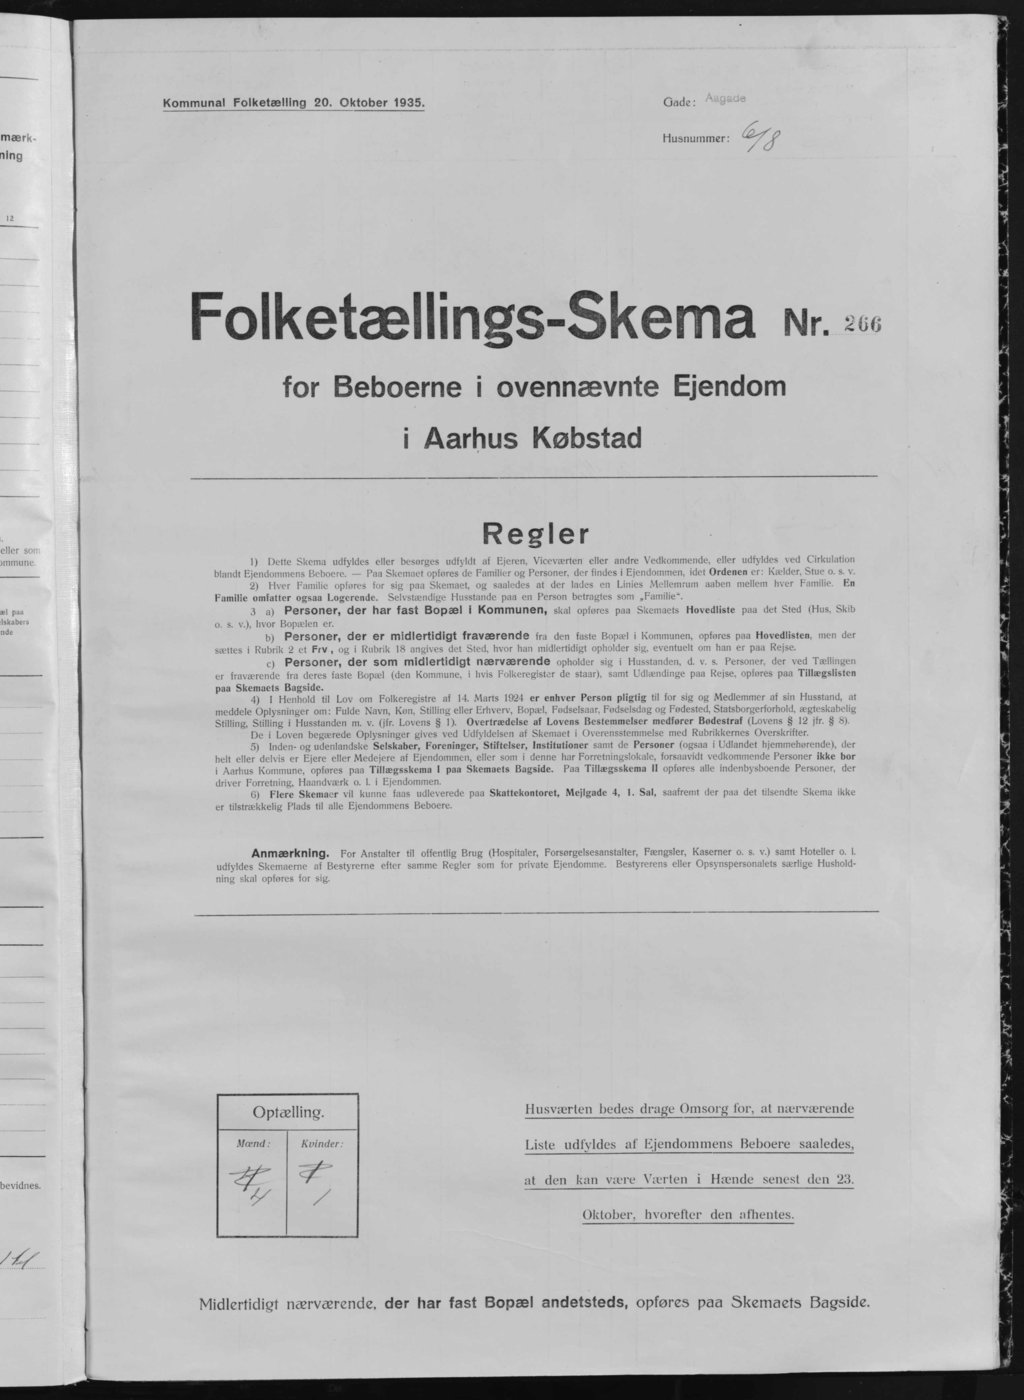 Kommunal Folketælling 20. Oktober 1935.
Gade: Aagade
Husnummer: 6/8
mærk-
ning
12
Folketællings-Skema Nr. 266
for Beboerne i ovennævnte Ejendom
i Aarhus Købstad
Regler
1) Dette Skema udfyldes eller besørges udfyldt af Ejeren, Viceværten eller andre Vedkommende, eller udfyldes ved Cirkulation
blandt Ejendommens Beboere. — Paa Skemaet opføres de Familier og Personer, der findes i Ejendommen, idet Ordenen er: Kælder, Stue o. s. v.
2) Hver Familie opføres for sig paa Skemaet, og saaledes at der lades en Linies Mellemrum aaben mellem hver Familie. En
Familie omfatter ogsaa Logerende. Selvstændige Husstande paa en Person betragtes som „Familie“.
3 a) Personer, der har fast Bopæl i Kommunen, skal opføres paa Skemaets Hovedliste paa det Sted (Hus, Skib
o. s. v.), hvor Bopælen er.
b) Personer, der er midlertidigt fraværende fra den faste Bopæl i Kommunen, opføres paa Hovedlisten, men der
sættes i Rubrik 2 et Frv, og i Rubrik 18 angives det Sted, hvor han midlertidigt opholder sig, eventuelt om han er paa Rejse.
c) Personer, der som midlertidigt nærværende opholder sig i Husstanden, d. v. s. Personer, der ved Tællingen
er fraværende fra deres faste Bopæl (den Kommune, i hvis Folkeregister de staar), samt Udlændinge paa Rejse, opføres paa Tillægslisten
paa Skemaets Bagside.
4) I Henhold til Lov om Folkeregistre af 14. Marts 1924 er enhver Person pligtig til for sig og Medlemmer af sin Husstand, at
meddele Oplysninger om: Fulde Navn, Køn, Stilling eller Erhverv, Bopæl, Fødselsaar, Fødselsdag og Fødested, Statsborgerforhold, ægteskabelig
Stilling, Stilling i Husstanden m. v. (jfr. Lovens § 1). Overtrædelse af Lovens Bestemmelser medfører Bødestraf (Lovens § 12 jfr. § 8).
De i Loven begærede Oplysninger gives ved Udfyldelsen af Skemaet i Overensstemmelse med Rubrikkernes Overskrifter.
5) Inden- og udenlandske Selskaber, Foreninger, Stiftelser, Institutioner samt de Personer (ogsaa i Udlandet hjemmehørende), der
helt eller delvis er Ejere eller Medejere af Ejendommen, eller som i denne har Forretningslokale, forsaavidt vedkommende Personer ikke bor
i Aarhus Kommune, opføres paa Tillægsskema I paa Skemaets Bagside. Paa Tillægsskema II opføres alle indenbysboende Personer, der
driver Forretning, Haandværk o. l. i Ejendommen.
6) Flere Skemaer vil kunne faas udleverede paa Skattekontoret, Mejlgade 4, 1. Sal, saafremt der paa det tilsendte Skema ikke
er tilstrækkelig Plads til alle Ejendommens Beboere.
eller som
ommune.
æl paa
elskabers
nde
Anmærkning. For Anstalter til offentlig Brug (Hospitaler, Forsørgelsesanstalter, Fængsler, Kaserner o. s. v.) samt Hoteller o. l.
udfyldes Skemaerne af Bestyrerne efter samme Regler som for private Ejendomme. Bestyrerens eller Opsynspersonalets særlige Hushold-
ning skal opføres for sig.
Optælling.
Mænd: Kvinder:
4 1
Husværten bedes drage Omsorg for, at nærværende
Liste udfyldes af Ejendommens Beboere saaledes,
at den kan være Værten i Hænde senest den 23.
Oktober, hvorefter den afhentes.
bevidnes.
Midlertidigt nærværende, der har fast Bopæl andetsteds, opføres paa Skemaets Bagside.